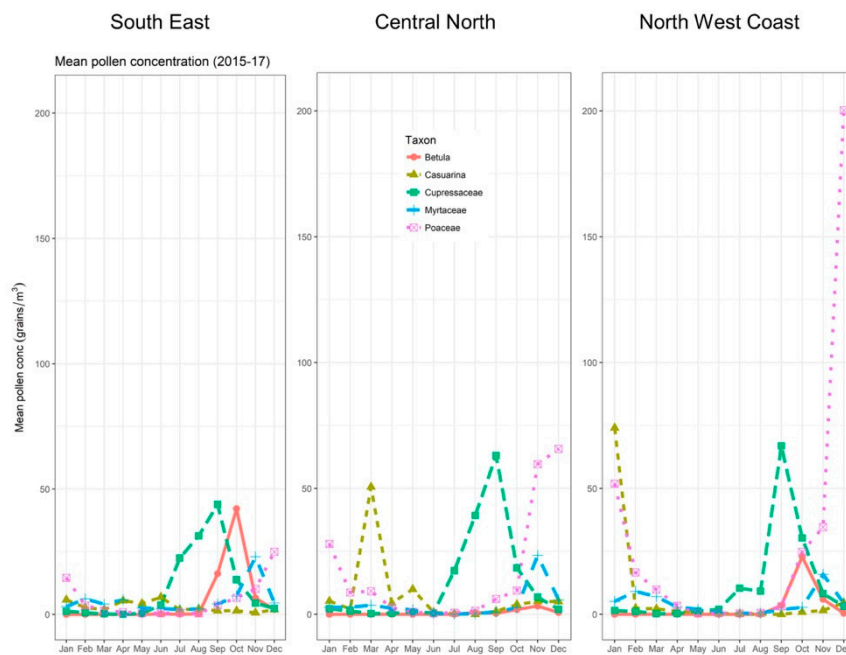 South East
Central North
North West Coast
Mean pollen concentration (2015-17)
Mean pollen conc (grains/m³)
200
150
100
50
0
Jan Feb Mar Apr May Jun Jul Aug Sep Oct Nov Dec
200
150
100
50
0
Taxon
Betula
Casuarina
Cupressaceae
Myrtaceae
Poaceae
Jan Feb Mar Apr May Jun Jul Aug Sep Oct Nov Dec
200
150
100
50
0
Jan Feb Mar Apr May Jun Jul Aug Sep Oct Nov Dec